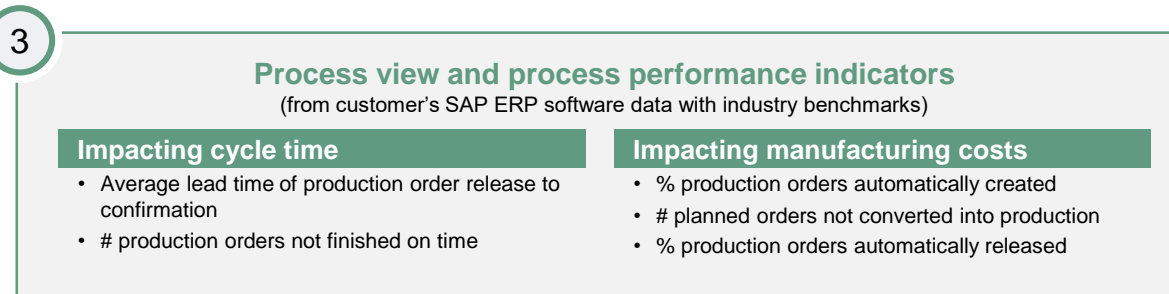 3
Process view and process performance indicators
(from customer's SAP ERP software data with industry benchmarks)
Impacting cycle time
• Average lead time of production order release to
confirmation
• # production orders not finished on time
Impacting manufacturing costs
• % production orders automatically created
• # planned orders not converted into production
• % production orders automatically released